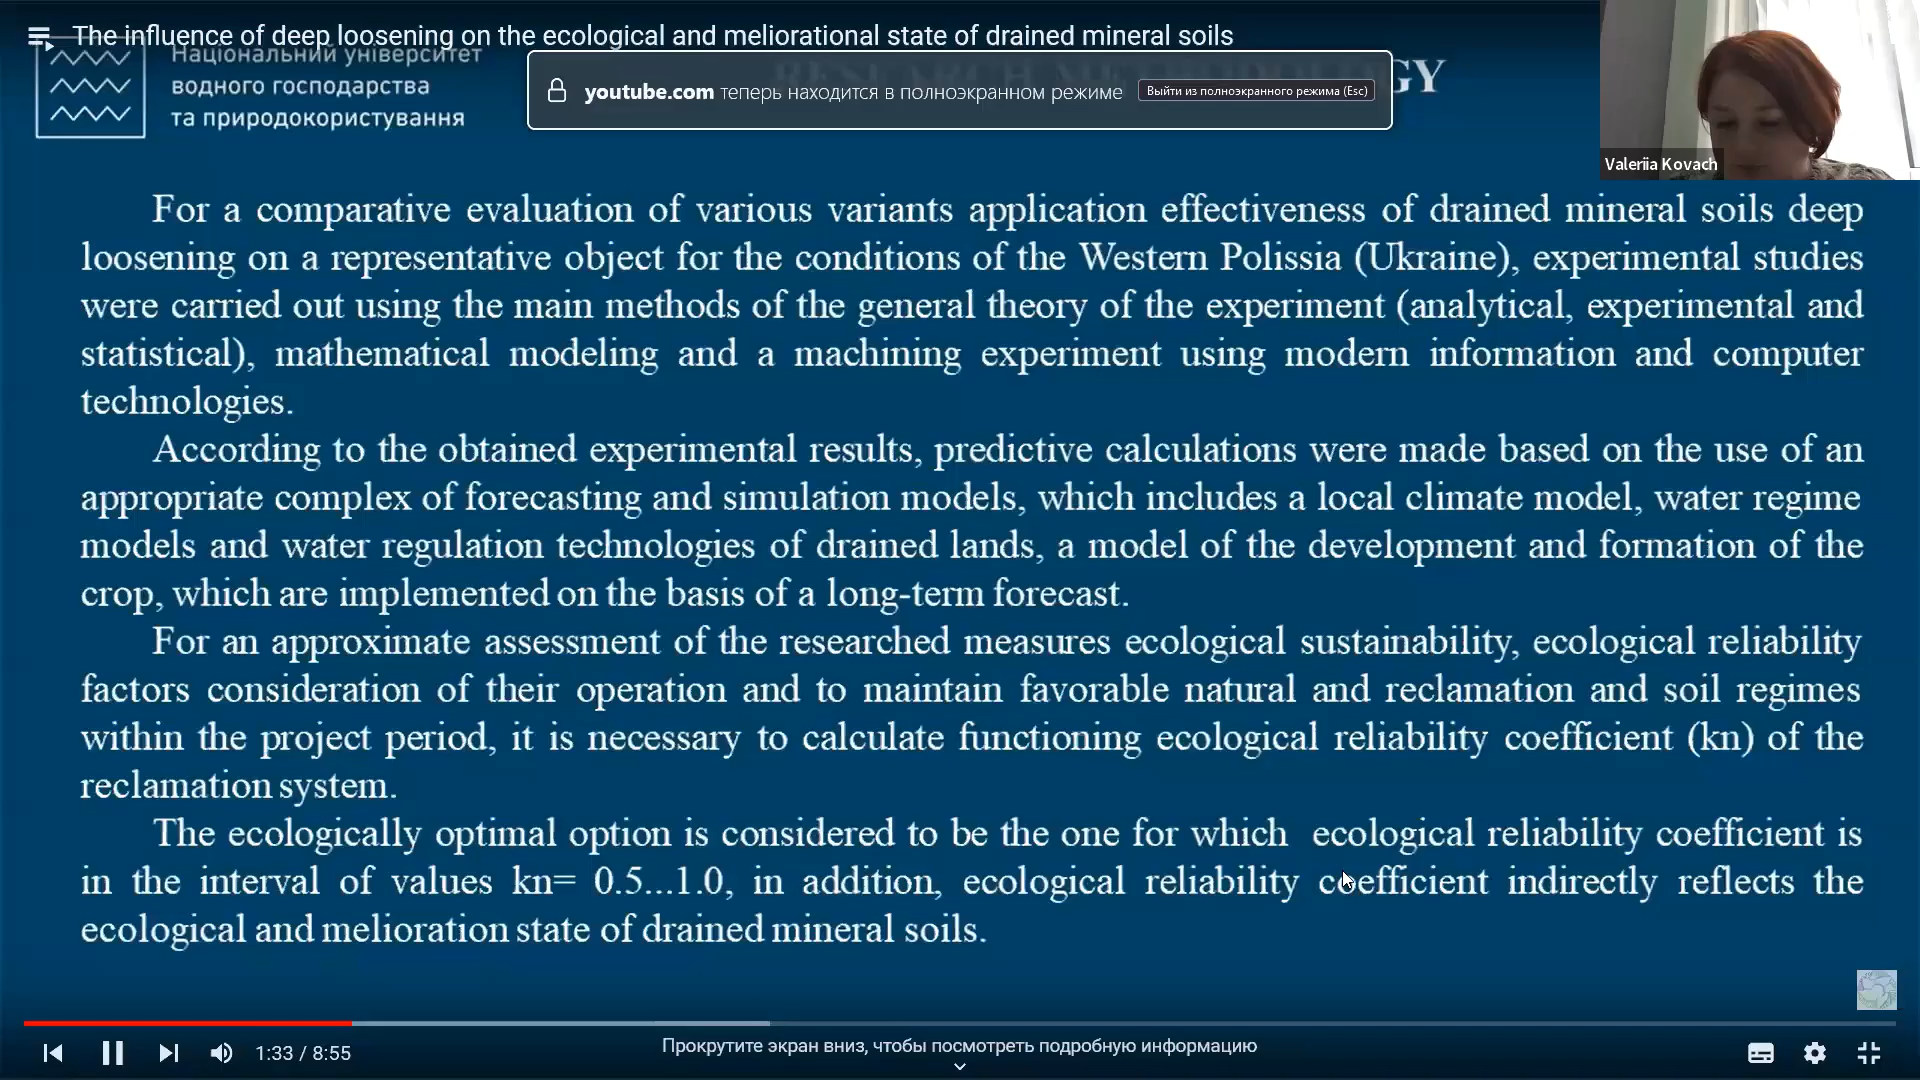 The influence of deep loosening on the ecological and meliorational state of drained mineral soils
Національний університет
водного господарства
та природокористування
youtube.com теперь находится в полноэкранном режиме
Выйти из полноэкранного режима (Esc)
Valeriia Kovach
For a comparative evaluation of various variants application effectiveness of drained mineral soils deep
loosening on a representative object for the conditions of the Western Polissia (Ukraine), experimental studies
were carried out using the main methods of the general theory of the experiment (analytical, experimental and
statistical), mathematical modeling and a machining experiment using modern information and computer
technologies.
According to the obtained experimental results, predictive calculations were made based on the use of an
appropriate complex of forecasting and simulation models, which includes a local climate model, water regime
models and water regulation technologies of drained lands, a model of the development and formation of the
crop, which are implemented on the basis of a long-term forecast.
For an approximate assessment of the researched measures ecological sustainability, ecological reliability
factors consideration of their operation and to maintain favorable natural and reclamation and soil regimes
within the project period, it is necessary to calculate functioning ecological reliability coefficient (kn) of the
reclamation system.
The ecologically optimal option is considered to be the one for which ecological reliability coefficient is
in the interval of values kn= 0.5...1.0, in addition, ecological reliability coefficient indirectly reflects the
ecological and melioration state of drained mineral soils.
1:33 / 8:55
Прокрутите экран вниз, чтобы посмотреть подробную информацию